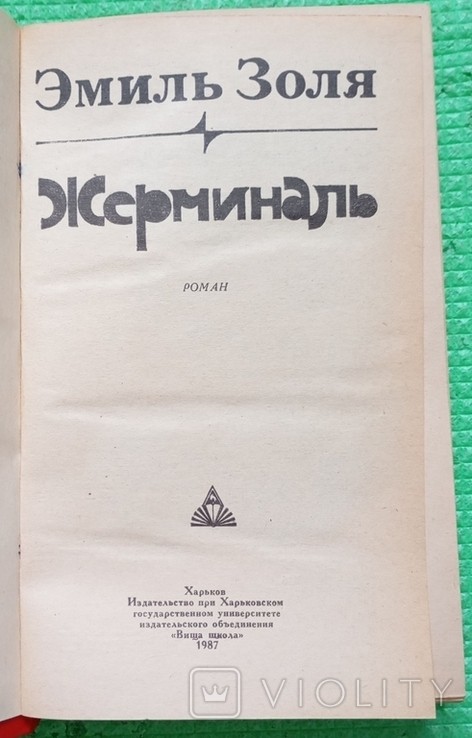 Эмиль Золя
Жерминаль
РОМАН
Харьков
Издательство при Харьковском
государственном университете
издательского объединения
«Вища школа»
1987
VIOLITY